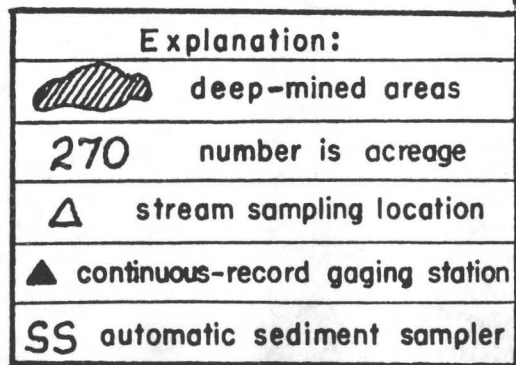 Explanation:
deep-mined areas
270 number is acreage
stream sampling location
continuous-record gaging station
SS automatic sediment sampler